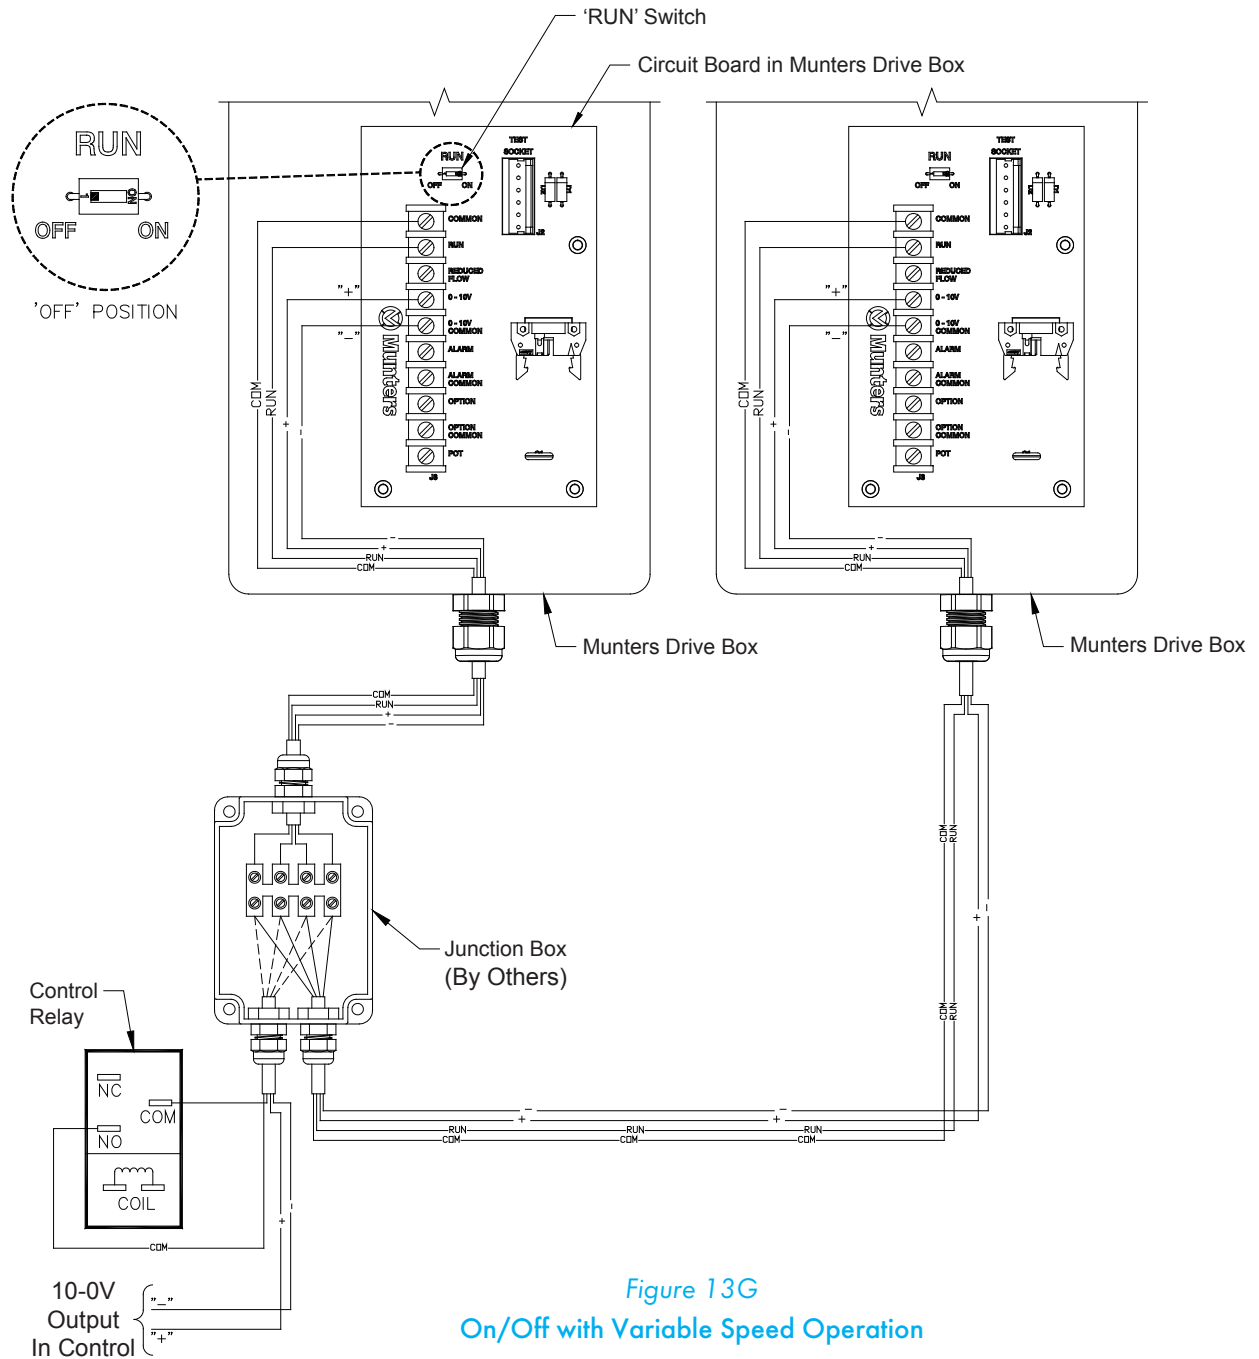 'RUN' Switch
Circuit Board in Munters Drive Box
RUN
OFF ON
'OFF' POSITION
RUN
OFF ON
TEST
SOCKET
J2
COMMON
RUN
REDUCED
FLOW
0 - 10V
0 - 10V
COMMON
ALARM
ALARM
COMMON
OPTION
OPTION
COMMON
POT
J3
Munters
"+"
"_"
COM
RUN
+
-
-
+
RUN
COM
RUN
OFF ON
TEST
SOCKET
J2
COMMON
RUN
REDUCED
FLOW
0 - 10V
0 - 10V
COMMON
ALARM
ALARM
COMMON
OPTION
OPTION
COMMON
POT
J3
Munters
"+"
"_"
COM
RUN
+
-
-
+
RUN
COM
Munters Drive Box
Munters Drive Box
COM
RUN
+
-
COM
RUN
-
+
Junction Box
(By Others)
COM
RUN
Control
Relay
NC
COM
NO
COIL
- -
+ +
RUN RUN RUN
COM COM COM
-
+
COM
10-0V
Output
In Control
"_"
"+"
Figure 13G
On/Off with Variable Speed Operation